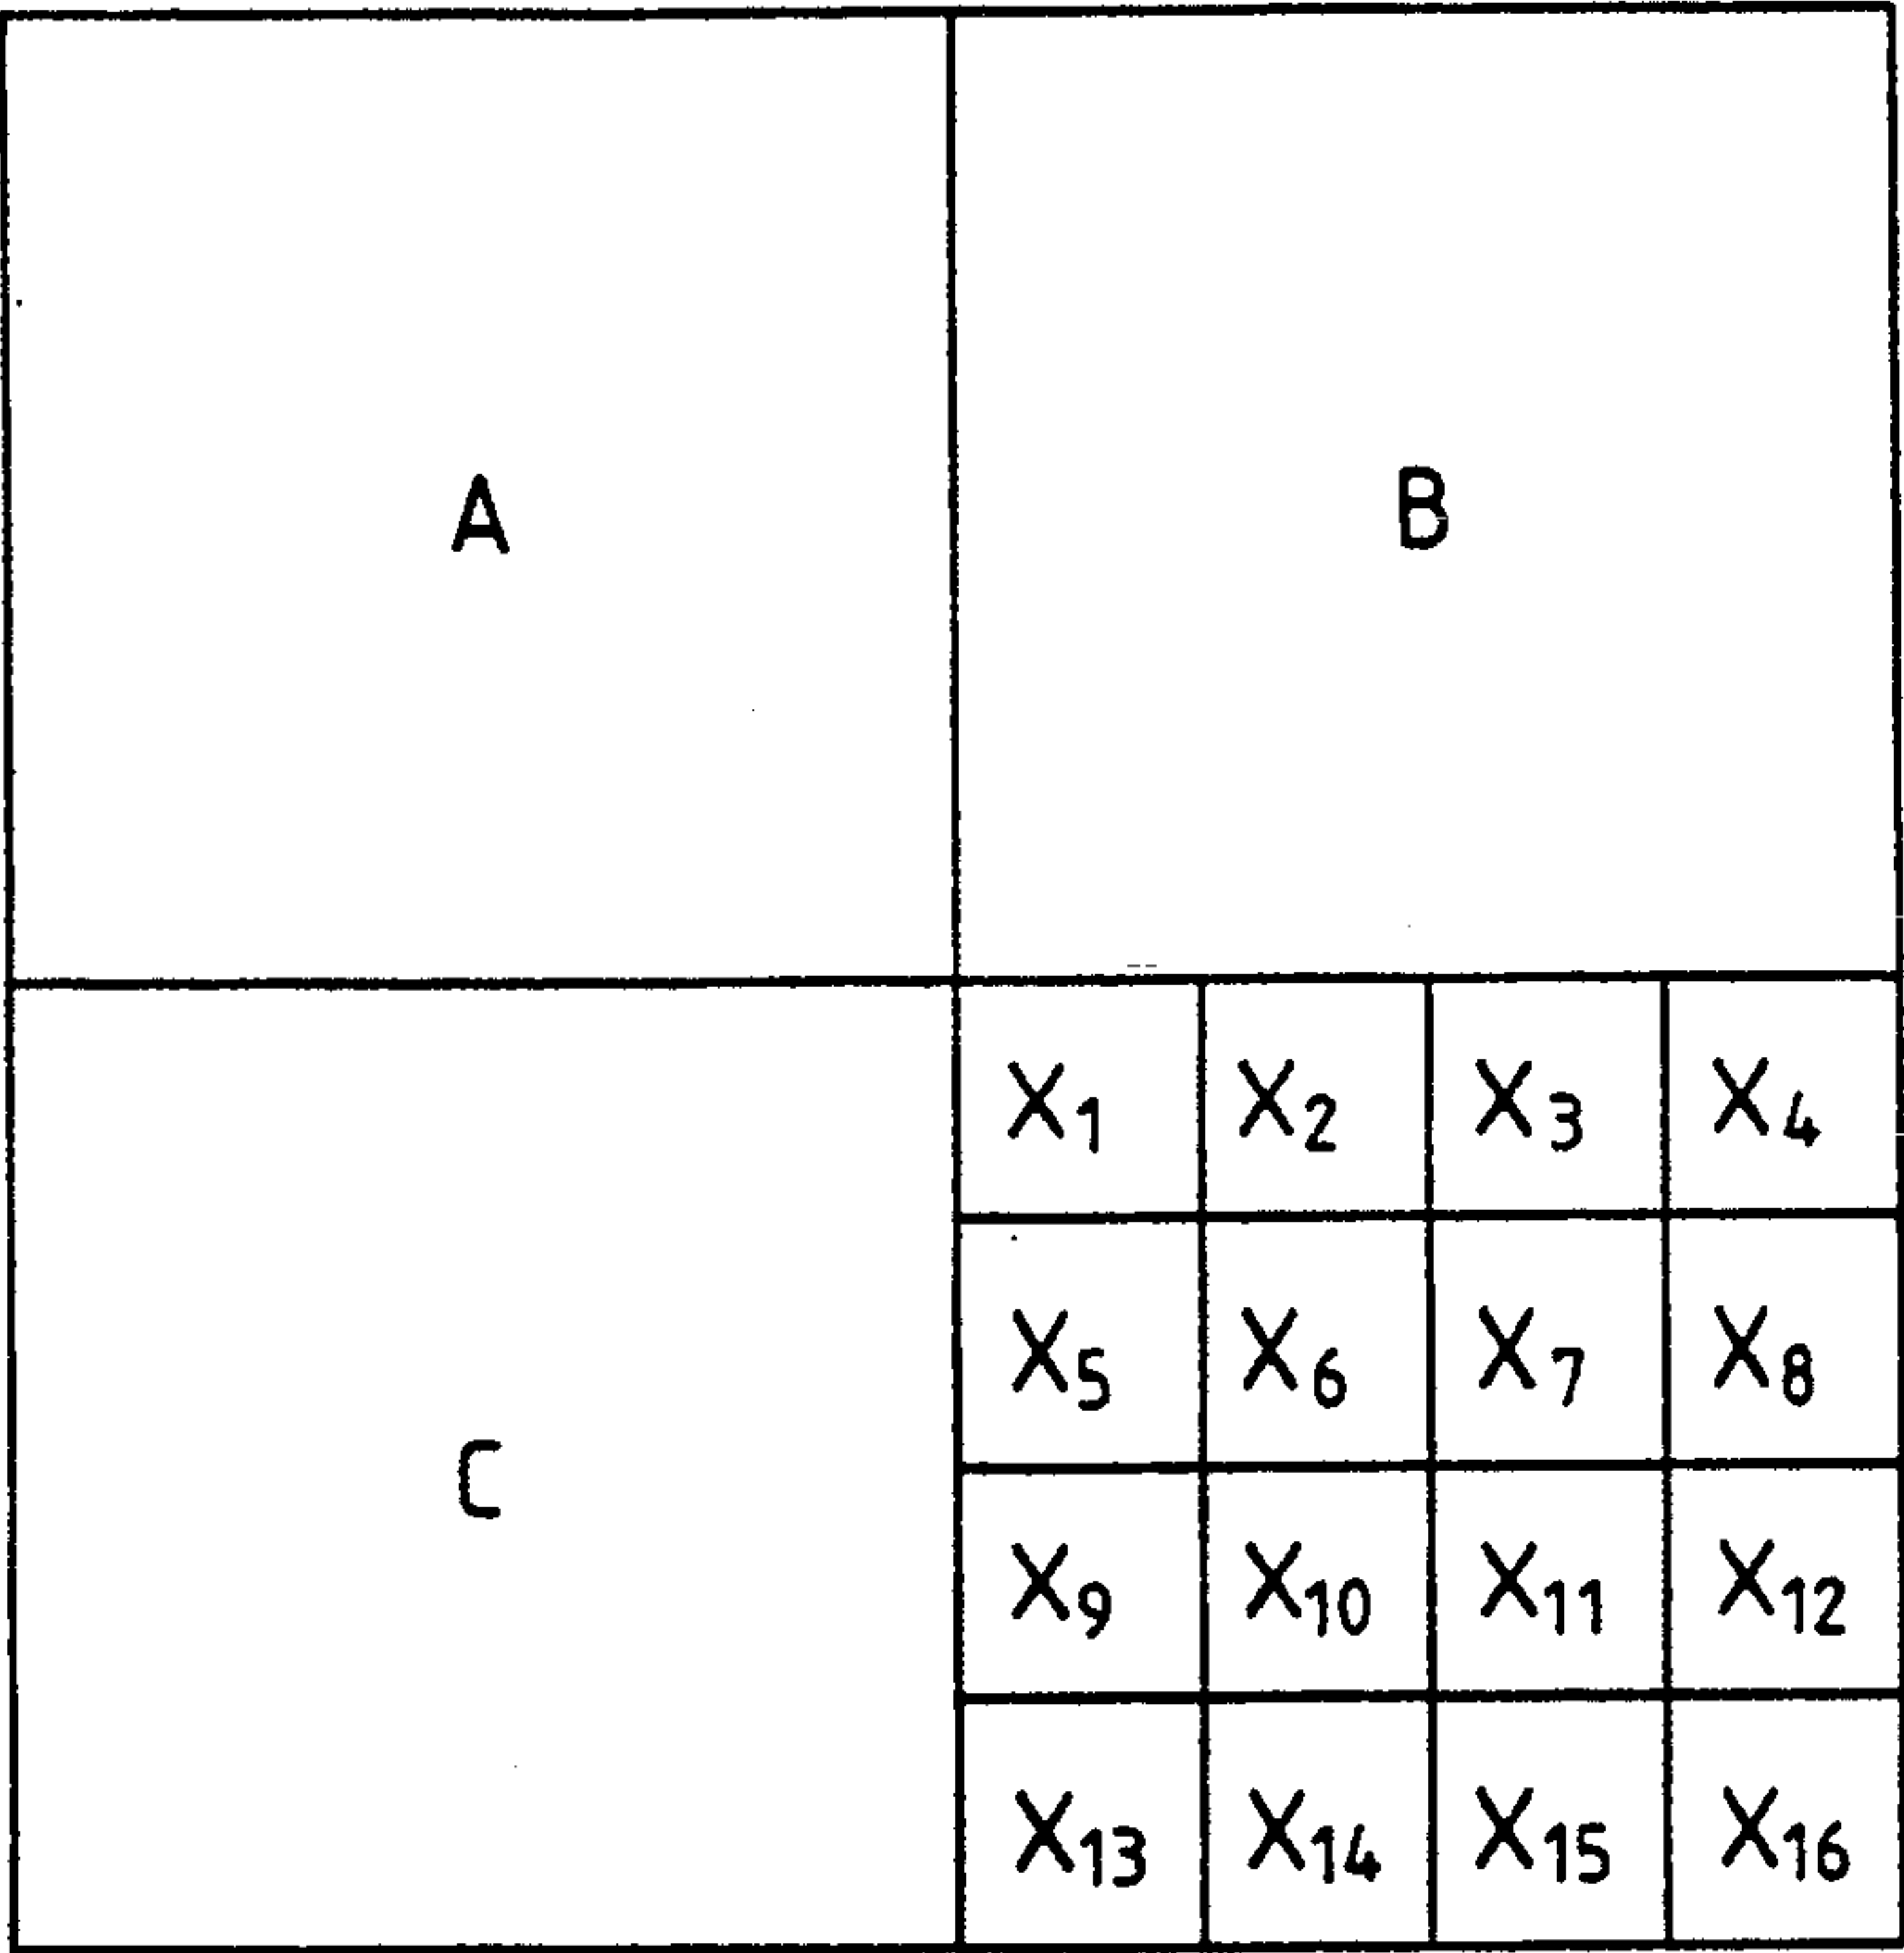 A B
X₁ X₂ X₃ X₄
X₅ X₆ X₇ X₈
C
X₉ X₁₀ X₁₁ X₁₂
X₁₃ X₁₄ X₁₅ X₁₆